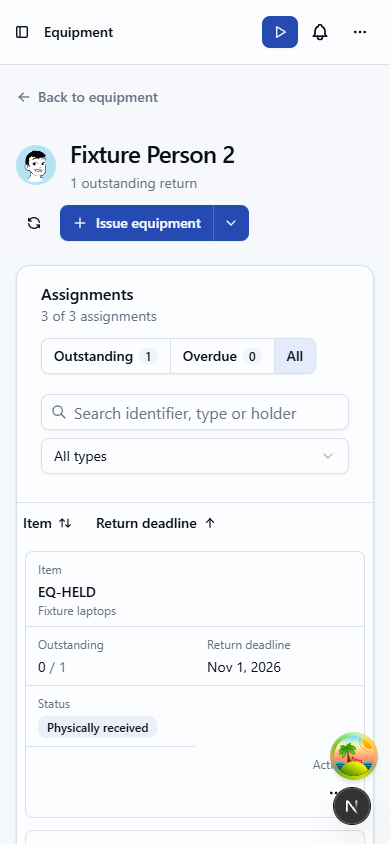 Equipment
Back to equipment
Fixture Person 2
1 outstanding return
Issue equipment
Assignments
3 of 3 assignments
Outstanding 1 Overdue 0 All
Search identifier, type or holder
All types
Item Return deadline
Item
EQ-HELD
Fixture laptops
Outstanding Return deadline
0 / 1 Nov 1, 2026
Status
Physically received
N